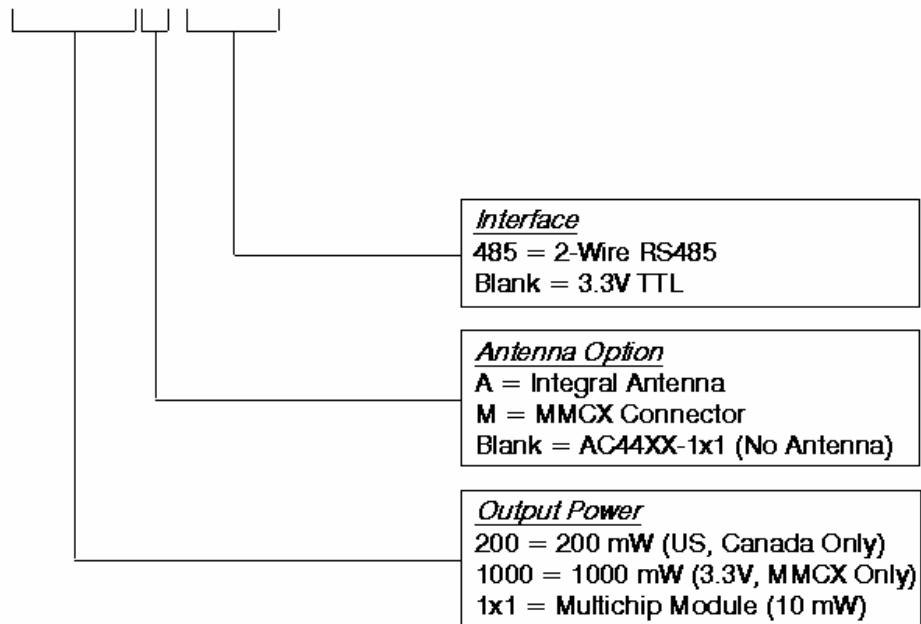 Interface
485 = 2-Wire RS485
Blank = 3.3V TTL
Antenna Option
A = Integral Antenna
M = MMCX Connector
Blank = AC44XX-1x1 (No Antenna)
Output Power
200 = 200 mW (US, Canada Only)
1000 = 1000 mW (3.3V, MMCX Only)
1x1 = Multichip Module (10 mW)